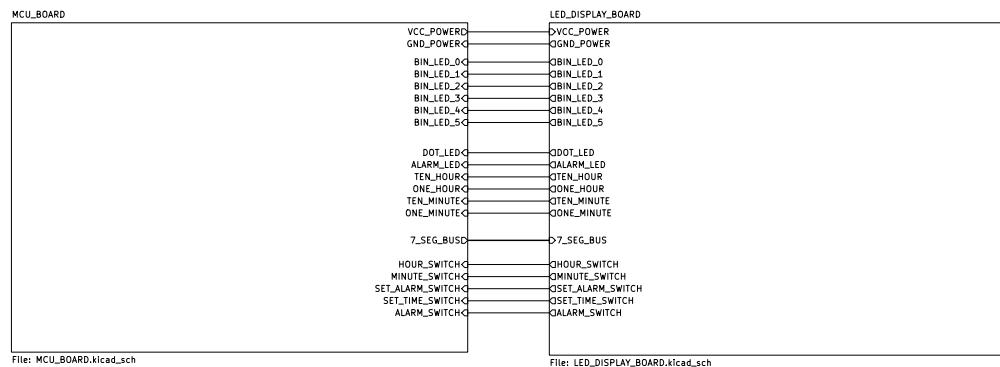 MCU_BOARD
LED_DISPLAY_BOARD
VCC_POWER
VCC_POWER
GND_POWER
GND_POWER
BIN_LED_0
BIN_LED_0
BIN_LED_1
BIN_LED_1
BIN_LED_2
BIN_LED_2
BIN_LED_3
BIN_LED_3
BIN_LED_4
BIN_LED_4
BIN_LED_5
BIN_LED_5
DOT_LED
DOT_LED
ALARM_LED
ALARM_LED
TEN_HOUR
TEN_HOUR
ONE_HOUR
ONE_HOUR
TEN_MINUTE
TEN_MINUTE
ONE_MINUTE
ONE_MINUTE
7_SEG_BUS
7_SEG_BUS
HOUR_SWITCH
HOUR_SWITCH
MINUTE_SWITCH
MINUTE_SWITCH
SET_ALARM_SWITCH
SET_ALARM_SWITCH
SET_TIME_SWITCH
SET_TIME_SWITCH
ALARM_SWITCH
ALARM_SWITCH
File: MCU_BOARD.kicad_sch
File: LED_DISPLAY_BOARD.kicad_sch